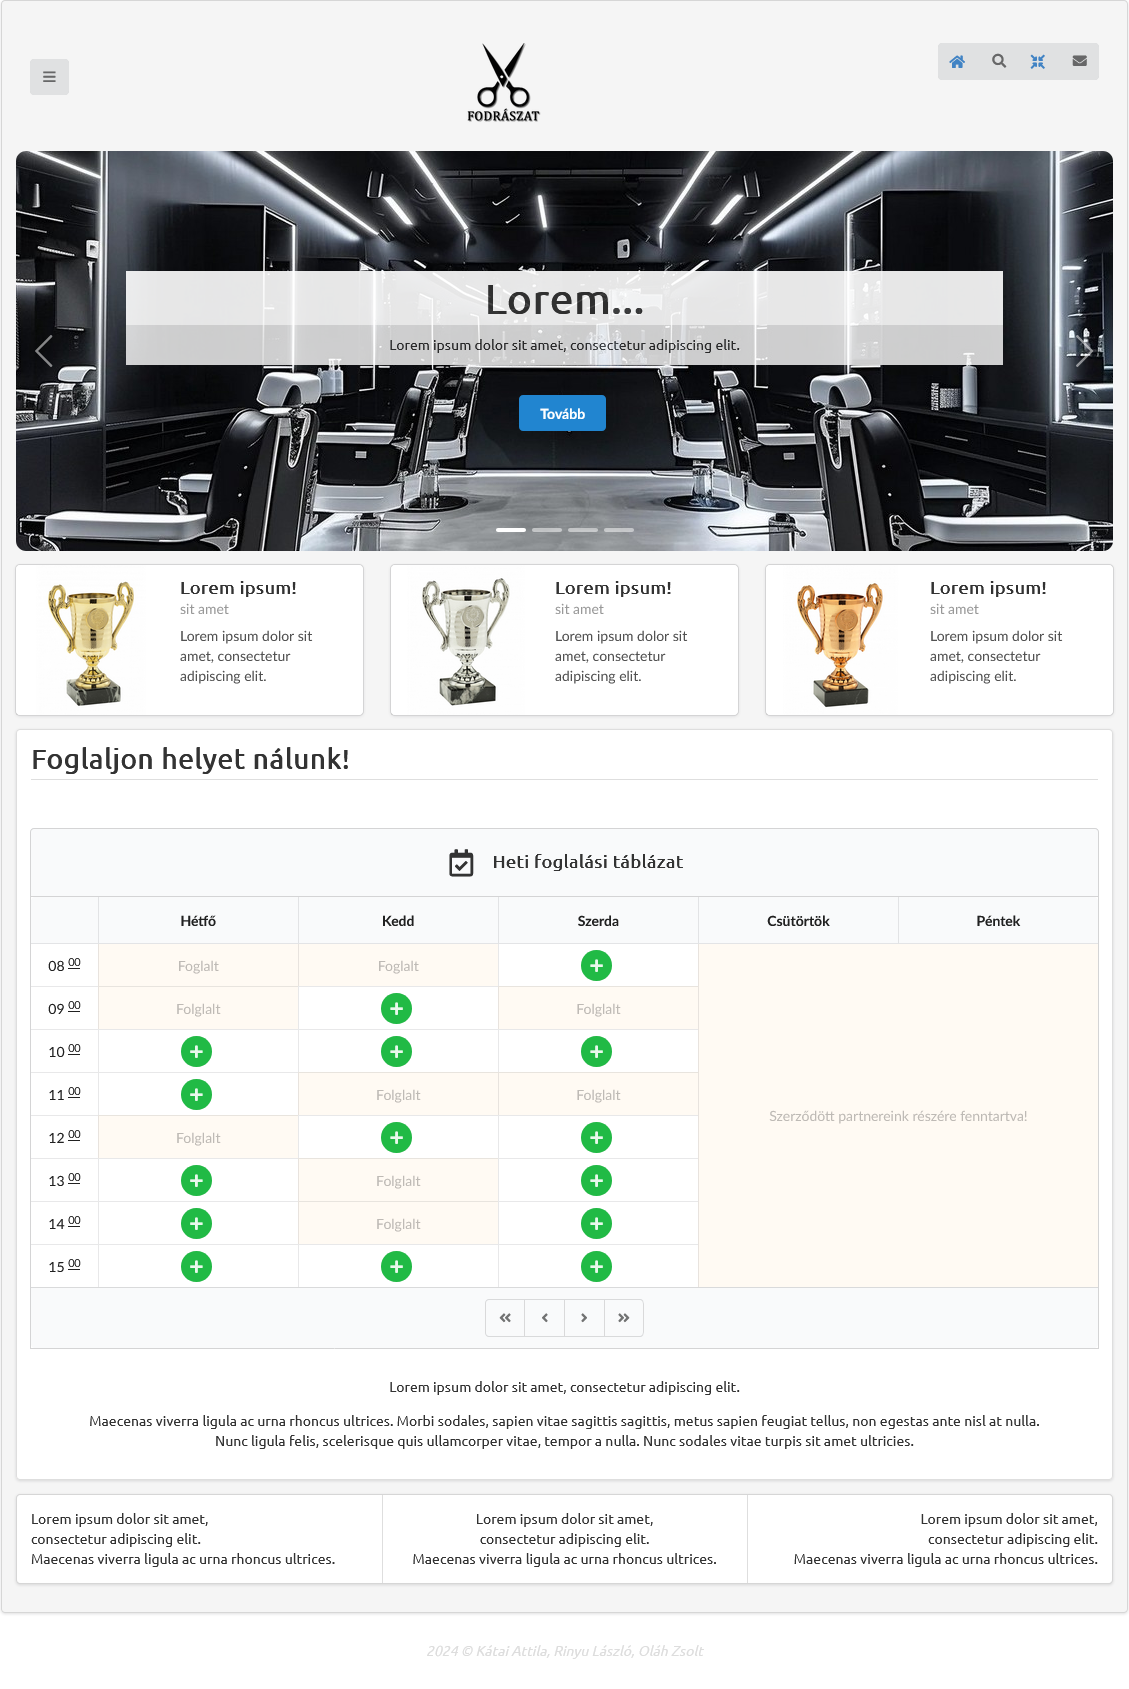 FODRÁSZAT
Lorem...
Lorem ipsum dolor sit amet, consectetur adipiscing elit.
Tovább
Lorem ipsum!
sit amet
Lorem ipsum dolor sit
amet, consectetur
adipiscing elit.
Lorem ipsum!
sit amet
Lorem ipsum dolor sit
amet, consectetur
adipiscing elit.
Lorem ipsum!
sit amet
Lorem ipsum dolor sit
amet, consectetur
adipiscing elit.
Foglaljon helyet nálunk!
Heti foglalási táblázat
Hétfő Kedd Szerda Csütörtök Péntek
08 00 Foglalt Foglalt
09 00 Folglalt Folglalt
10 00
11 00 Folglalt Folglalt
Szerződött partnereink részére fenntartva!
12 00 Folglalt
13 00 Folglalt
14 00 Folglalt
15 00
Lorem ipsum dolor sit amet, consectetur adipiscing elit.
Maecenas viverra ligula ac urna rhoncus ultrices. Morbi sodales, sapien vitae sagittis sagittis, metus sapien feugiat tellus, non egestas ante nisl at nulla.
Nunc ligula felis, scelerisque quis ullamcorper vitae, tempor a nulla. Nunc sodales vitae turpis sit amet ultricies.
Lorem ipsum dolor sit amet,
consectetur adipiscing elit.
Maecenas viverra ligula ac urna rhoncus ultrices.
Lorem ipsum dolor sit amet,
consectetur adipiscing elit.
Maecenas viverra ligula ac urna rhoncus ultrices.
Lorem ipsum dolor sit amet,
consectetur adipiscing elit.
Maecenas viverra ligula ac urna rhoncus ultrices.
2024 © Kátai Attila, Rinyu László, Oláh Zsolt